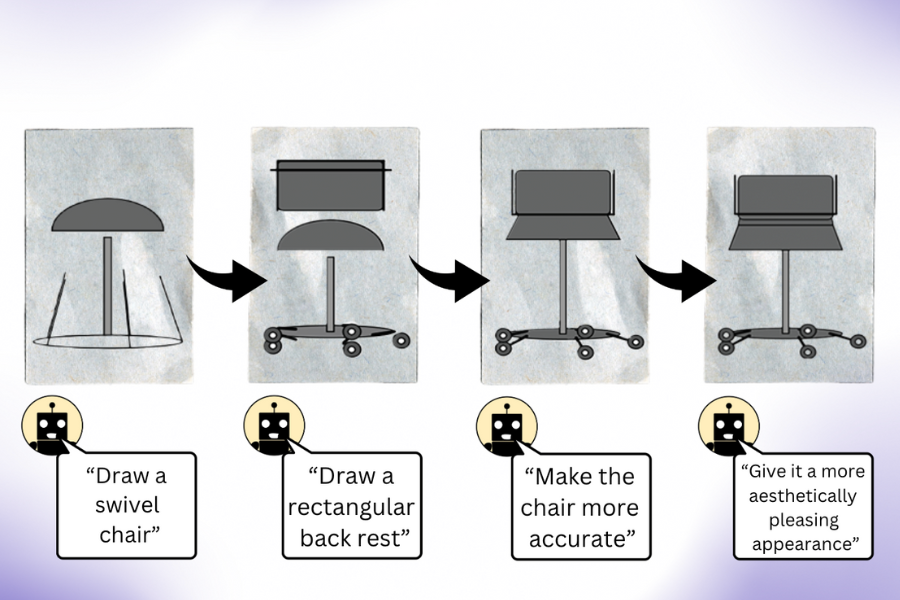 “Draw a
swivel
chair”
“Draw a
rectangular
back rest”
“Make the
chair more
accurate”
“Give it a more
aesthetically
pleasing
appearance”